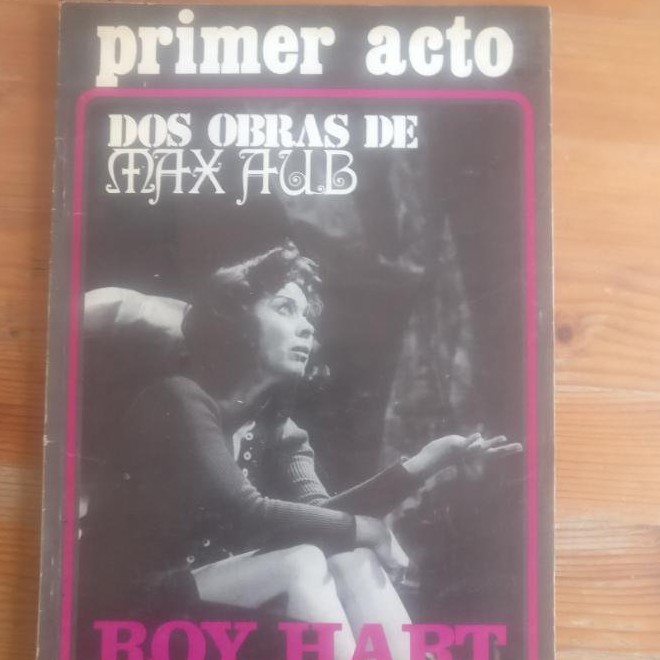 primer acto
DOS OBRAS DE
MAX AUB
ROY HART